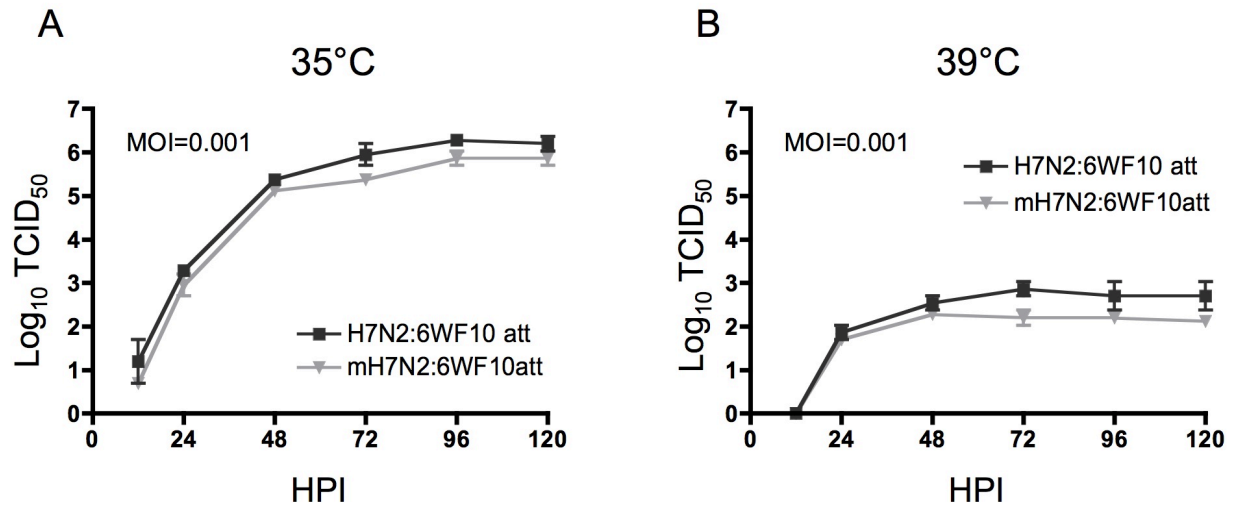 A
35°C
MOI=0.001
Log10 TCID50
7
6
5
4
3
2
1
0
0 24 48 72 96 120
HPI
H7N2:6WF10 att
mH7N2:6WF10att
B
39°C
MOI=0.001
Log10 TCID50
7
6
5
4
3
2
1
0
0 24 48 72 96 120
HPI
H7N2:6WF10 att
mH7N2:6WF10att